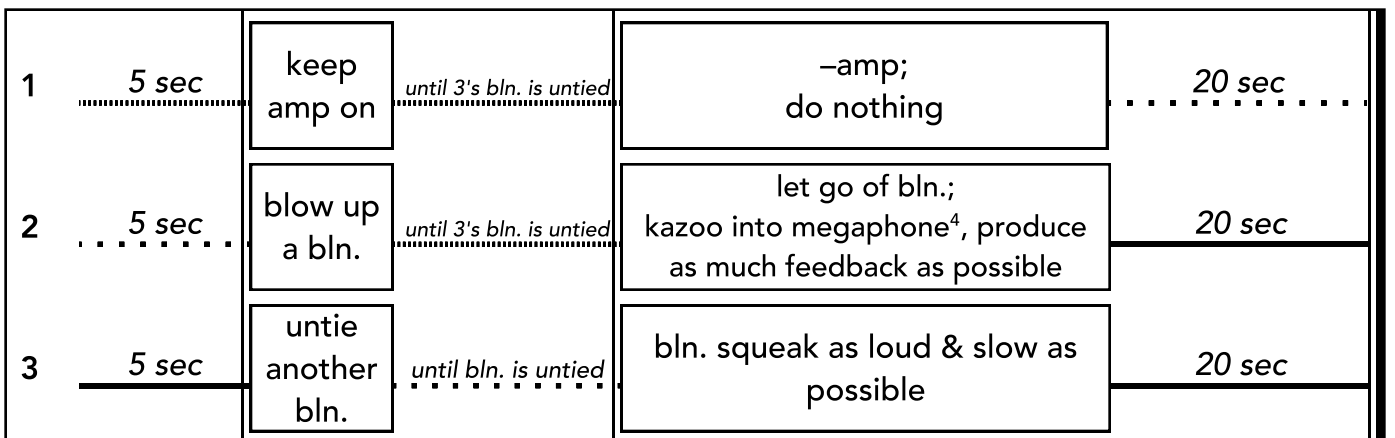 1
5 sec
keep
amp on
until 3's bln. is untied
–amp;
do nothing
20 sec
2
5 sec
blow up
a bln.
until 3's bln. is untied
let go of bln.;
kazoo into megaphone⁴, produce
as much feedback as possible
20 sec
3
5 sec
untie
another
bln.
until bln. is untied
bln. squeak as loud & slow as
possible
20 sec